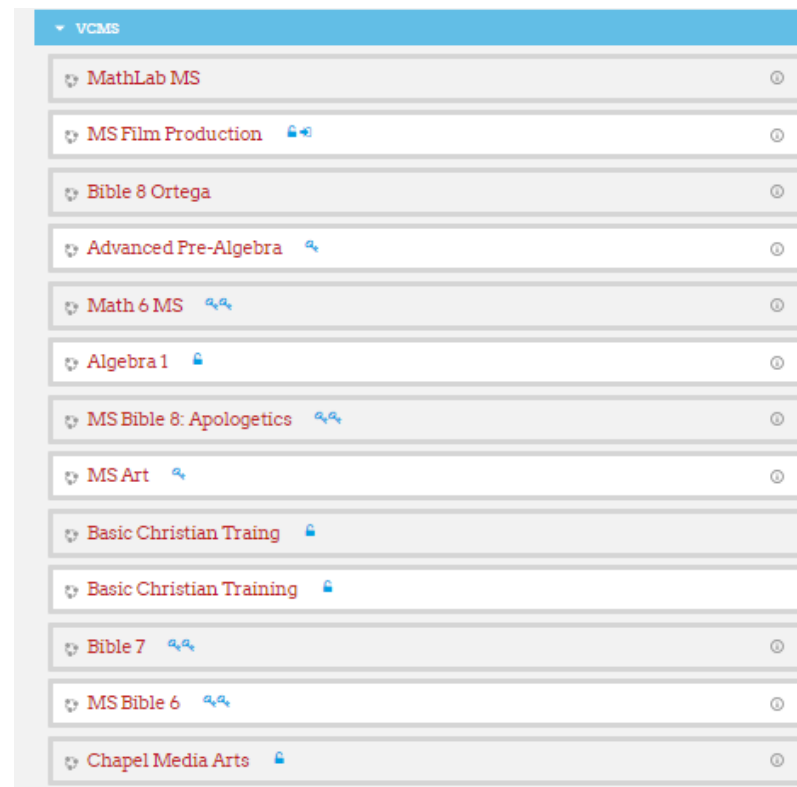 VCMS
MathLab MS
MS Film Production
Bible 8 Ortega
Advanced Pre-Algebra
Math 6 MS
Algebra 1
MS Bible 8: Apologetics
MS Art
Basic Christian Traing
Basic Christian Training
Bible 7
MS Bible 6
Chapel Media Arts